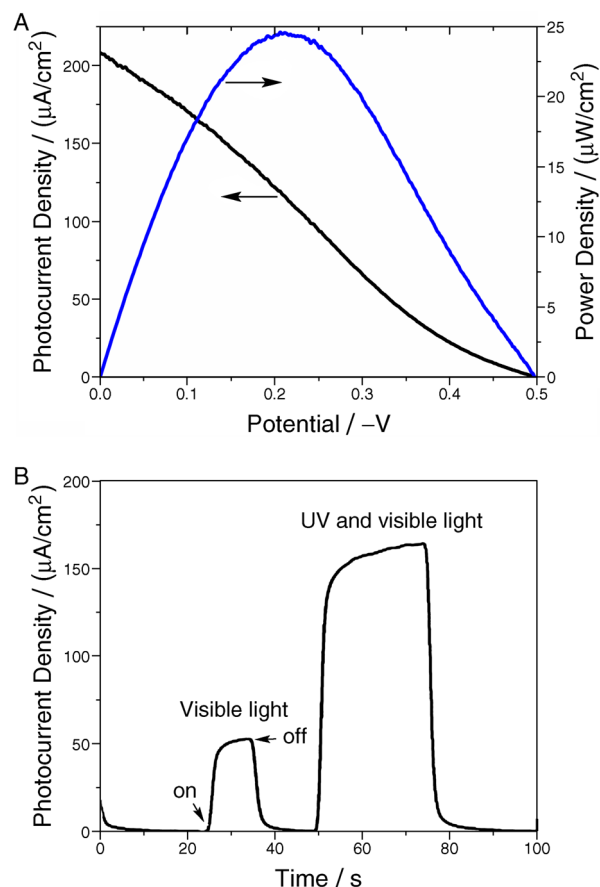 A
Photocurrent Density / (µA/cm²)
200
150
100
50
0
25
20
15
10
5
0
Power Density / (µW/cm²)
0.0 0.1 0.2 0.3 0.4 0.5
Potential / –V
B
Photocurrent Density / (µA/cm²)
200
150
100
50
0
UV and visible light
Visible light
off
on
0 20 40 60 80 100
Time / s